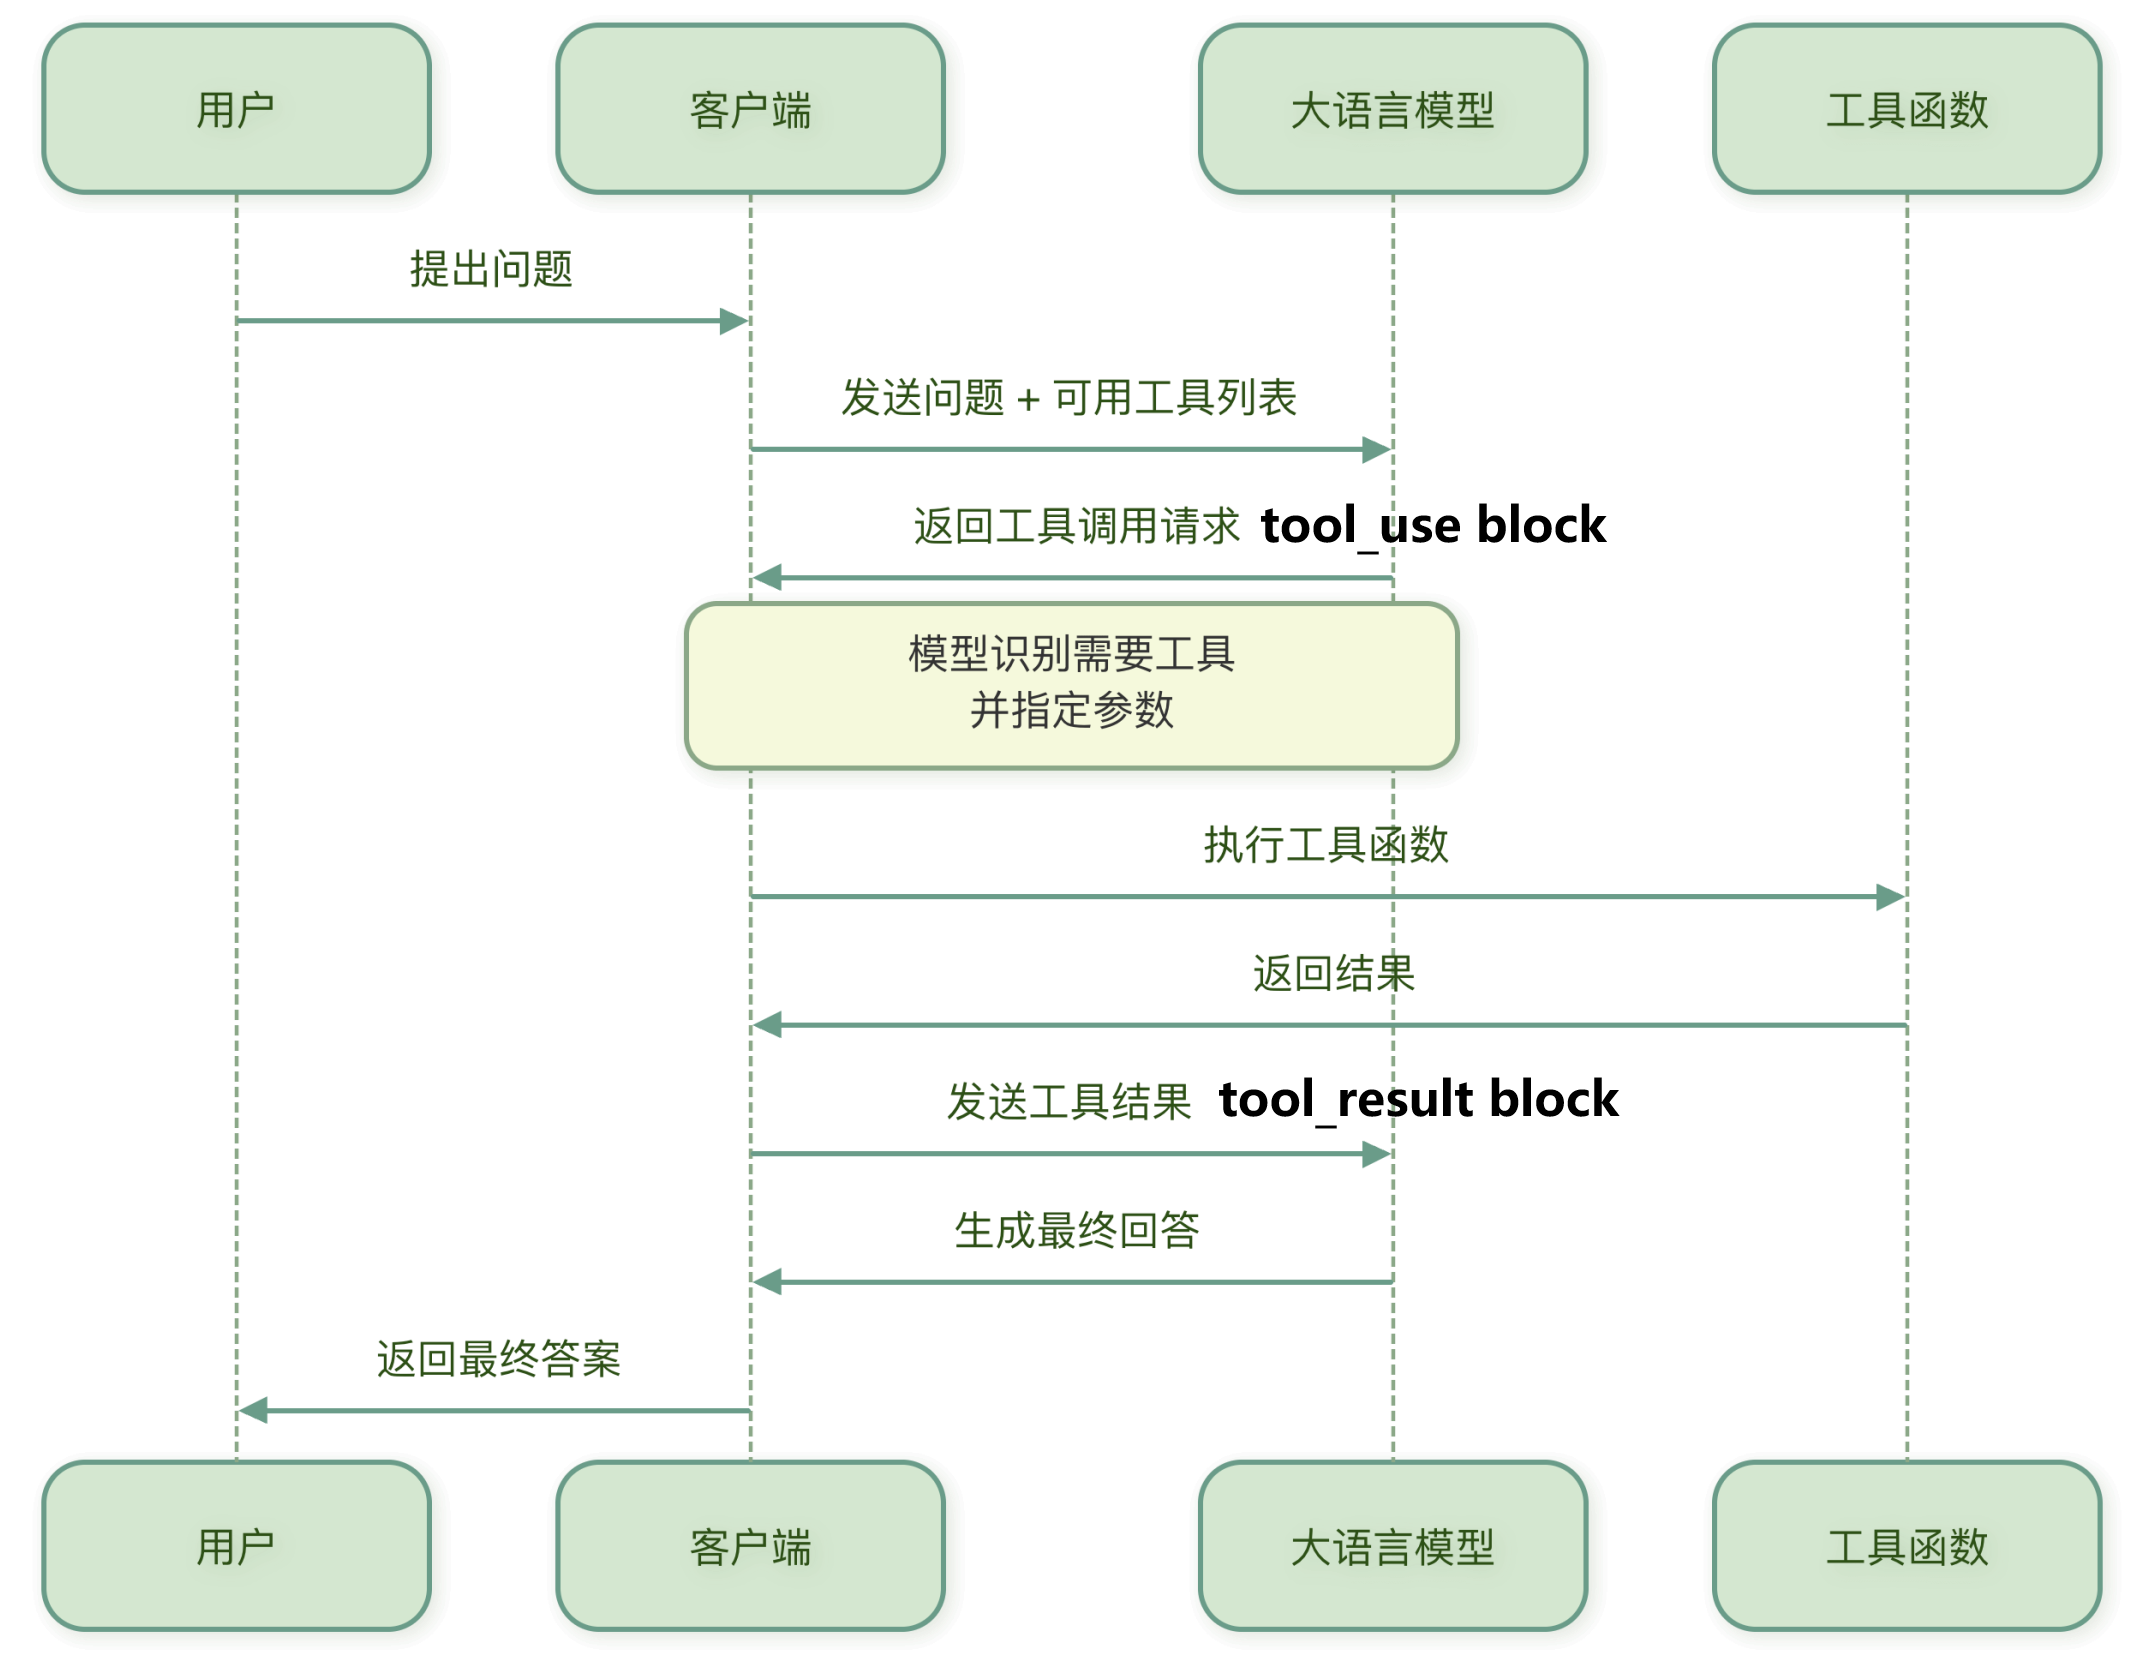 用户
客户端
大语言模型
工具函数
提出问题
发送问题 + 可用工具列表
返回工具调用请求 tool_use block
模型识别需要工具
并指定参数
执行工具函数
返回结果
发送工具结果 tool_result block
生成最终回答
返回最终答案
用户
客户端
大语言模型
工具函数